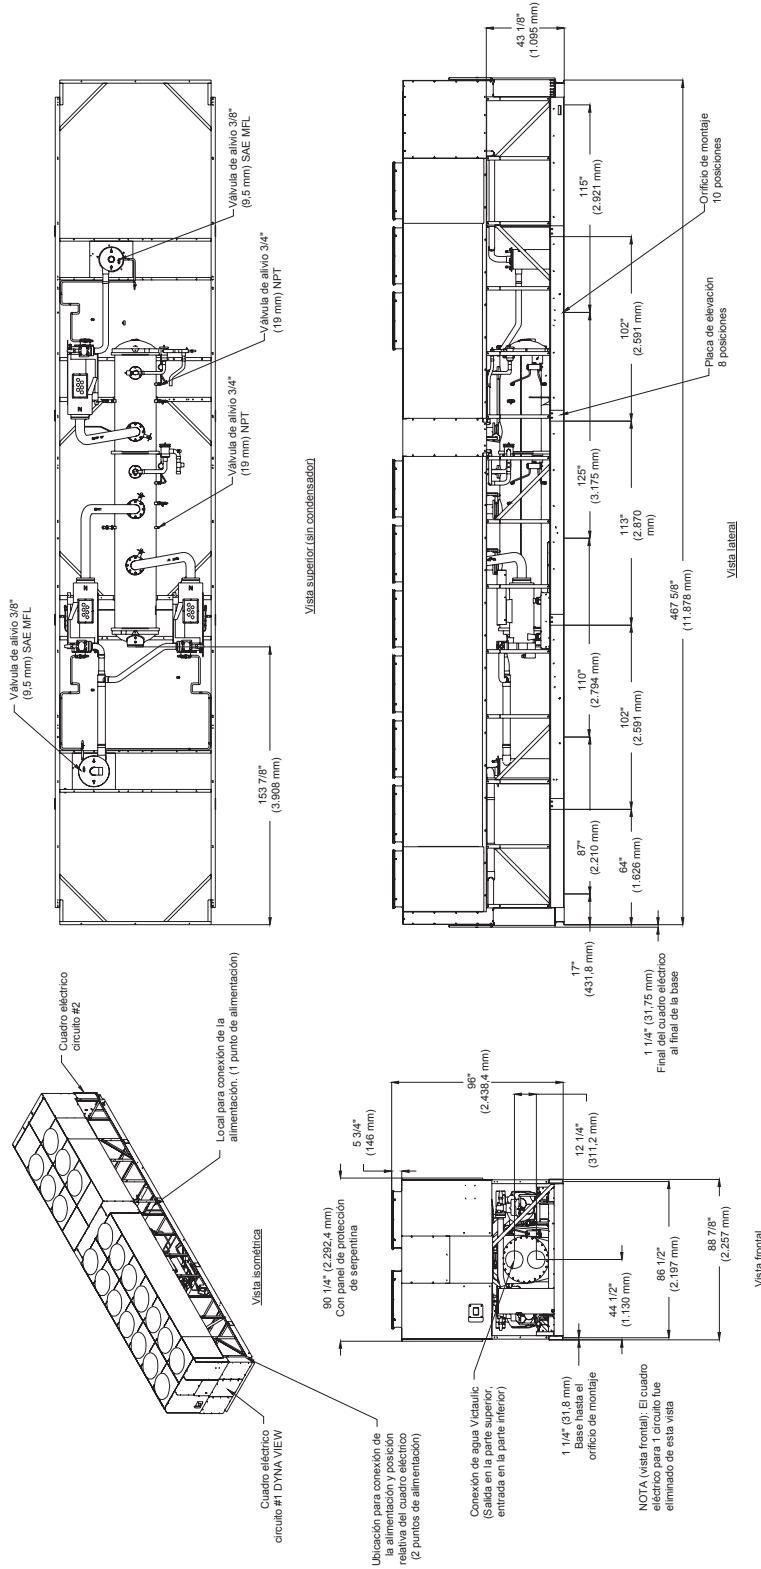 Cuadro eléctrico
circuito #2
Local para conexión de la
alimentación. (1 punto de alimentación)
Vista isométrica
Cuadro eléctrico
circuito #1 DYNA VIEW
Ubicación para conexión de
la alimentación y posición
relativa del cuadro eléctrico
(2 puntos de alimentación)
Válvula de alivio 3/8"
(9,5 mm) SAE MFL
Válvula de alivio 3/4"
(19 mm) NPT
Válvula de alivio 3/4"
(19 mm) NPT
Válvula de alivio 3/8"
(9,5 mm) SAE MFL
153 7/8"
(3.908 mm)
Vista superior (sin condensador)
90 1/4" (2.292,4 mm)
Con panel de protección
de serpentina
5 3/4"
(146 mm)
96"
(2.438,4 mm)
12 1/4"
(311,2 mm)
Conexión de agua Victaulic
(Salida en la parte superior,
entrada en la parte inferior)
1 1/4" (31,8 mm)
Base hasta el
orificio de montaje
44 1/2"
(1.130 mm)
86 1/2"
(2.197 mm)
88 7/8"
(2.257 mm)
NOTA (vista frontal): El cuadro
eléctrico para 1 circuito fue
eliminado de esta vista
Vista frontal
43 1/8"
(1.095 mm)
17"
(431,8 mm)
87"
(2.210 mm)
110"
(2.794 mm)
125"
(3.175 mm)
115"
(2.921 mm)
64"
(1.626 mm)
102"
(2.591 mm)
113"
(2.870
mm)
102"
(2.591 mm)
1 1/4" (31,75 mm)
Final del cuadro eléctrico
al final de la base
467 5/8"
(11.878 mm)
Placa de elevación
8 posiciones
Orificio de montaje
10 posiciones
Vista lateral